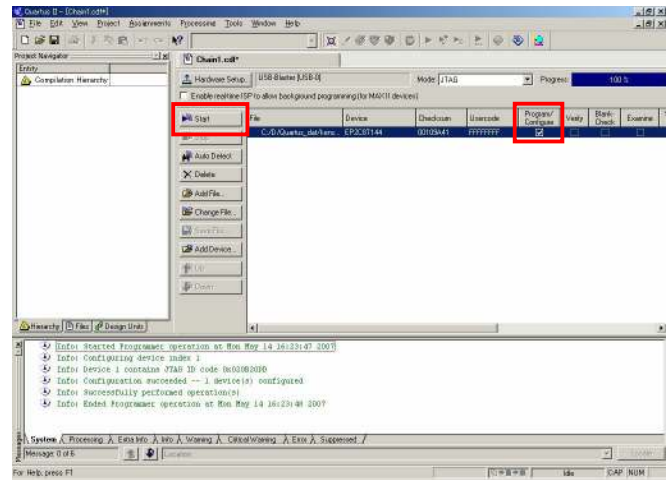 Quartus II - [Chain1.cdf*]
File Edit View Project Assignments Processing Tools Window Help
Project Navigator
Chain1.cdf*
Entity
Compilation Hierarchy
Hardware Setup... USB-Blaster [USB-0] Mode: JTAG Progress: 100 %
Enable real-time ISP to allow background programming (for MAX II devices)
Start File Device Checksum Usercode Program/ Configure Verify Blank- Check Examine
C:/D/Quartus_dat/ EP2C8T144 FFFFFFFF
Stop
Auto Detect
Delete
Add File...
Change File...
Save File...
Add Device...
Up
Down
Hierarchy Files Design Units
Info: Started Programmer operation at Mon May 14 16:23:47 2007
Info: Configuring device index 1
Info: Device 1 contains JTAG ID code 0x020B20DD
Info: Configuration succeeded -- 1 device(s) configured
Info: Successfully performed operation(s)
Info: Ended Programmer operation at Mon May 14 16:23:48 2007
System Processing Extra Info Info Warning Critical Warning Error Suppressed
Messages
Message: 0 of 6 Location: Locate
For Help, press F1 Idle CAP NUM